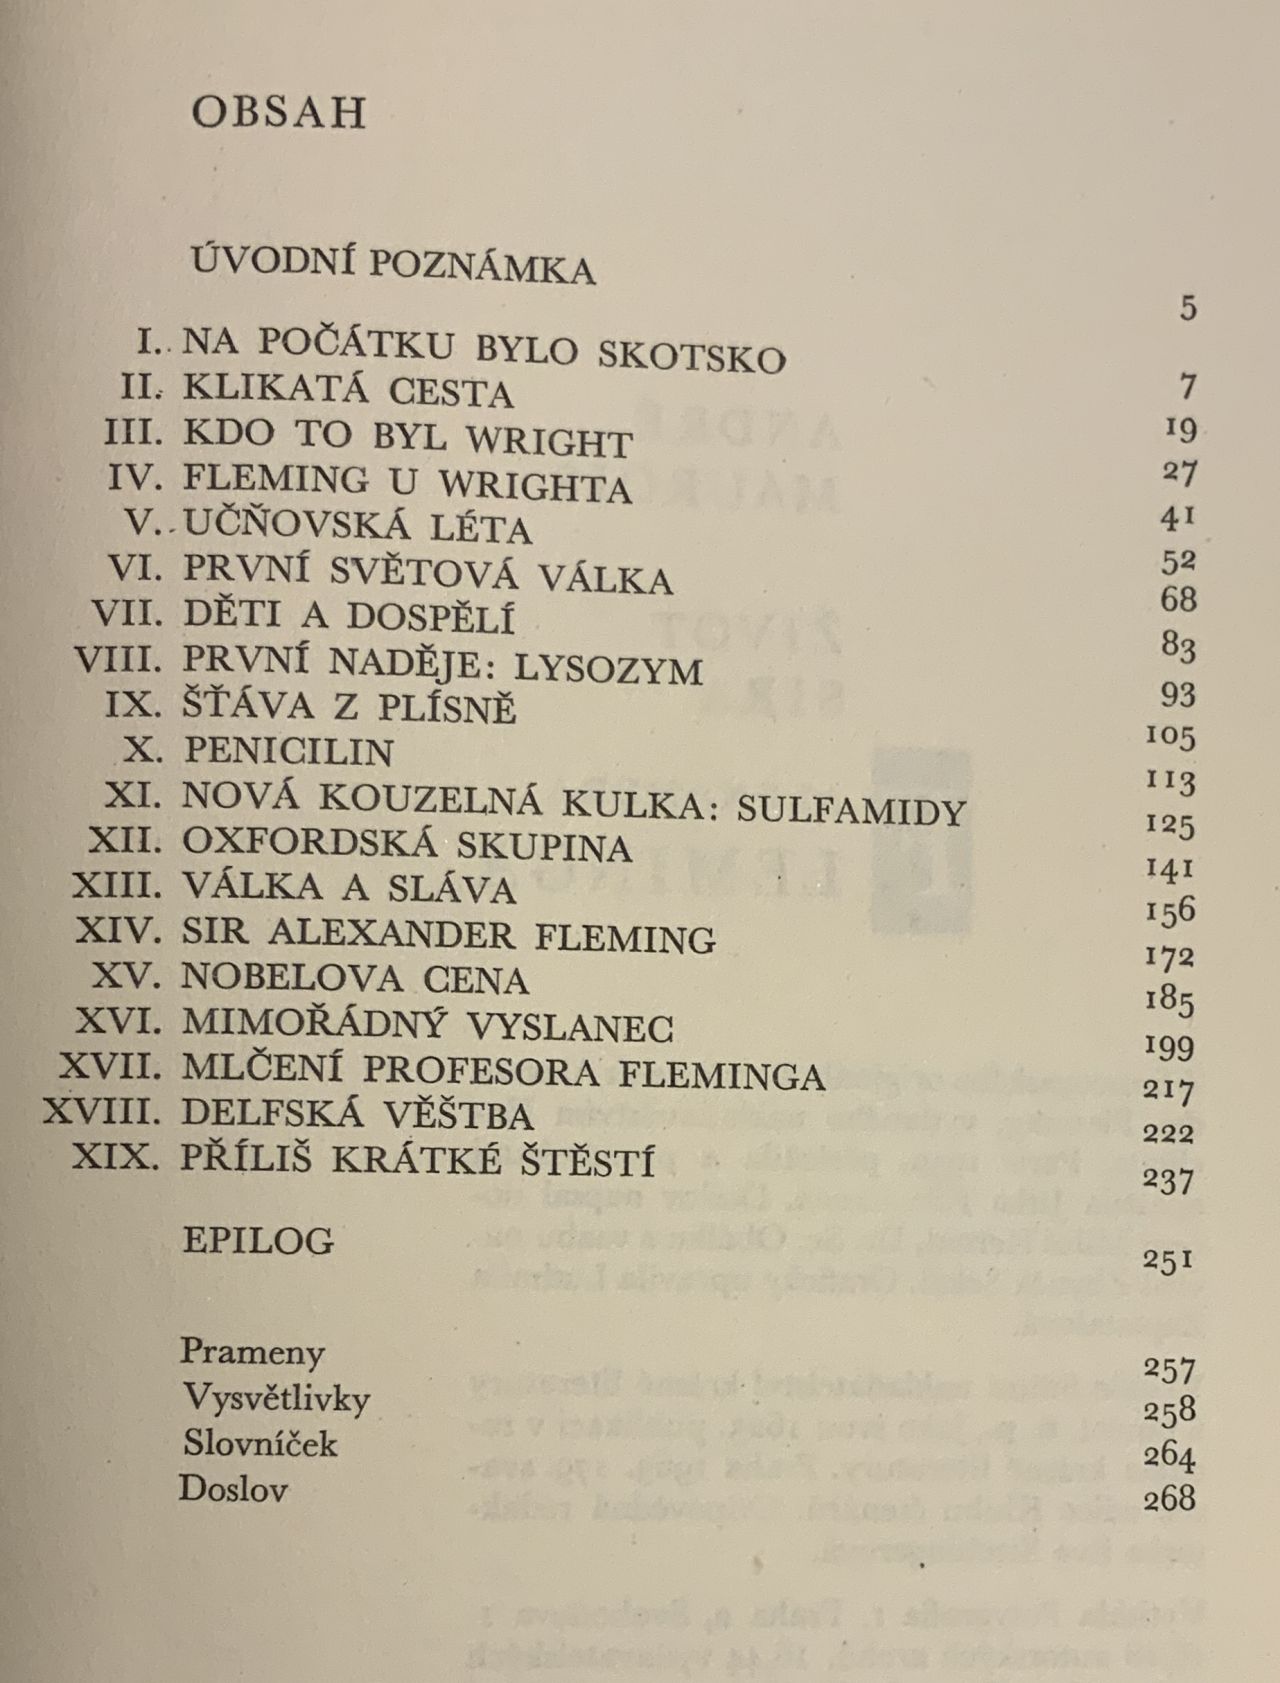 OBSAH
ÚVODNÍ POZNÁMKA 5
I. NA POČÁTKU BYLO SKOTSKO 7
II. KLIKATÁ CESTA 19
III. KDO TO BYL WRIGHT 27
IV. FLEMING U WRIGHTA 41
V. UČŇOVSKÁ LÉTA 52
VI. PRVNÍ SVĚTOVÁ VÁLKA 68
VII. DĚTI A DOSPĚLÍ 83
VIII. PRVNÍ NADĚJE: LYSOZYM 93
IX. ŠŤÁVA Z PLÍSNĚ 105
X. PENICILIN 113
XI. NOVÁ KOUZELNÁ KULKA: SULFAMIDY 125
XII. OXFORDSKÁ SKUPINA 141
XIII. VÁLKA A SLÁVA 156
XIV. SIR ALEXANDER FLEMING 172
XV. NOBELOVA CENA 185
XVI. MIMOŘÁDNÝ VYSLANEC 199
XVII. MLČENÍ PROFESORA FLEMINGA 217
XVIII. DELFSKÁ VĚŠTBA 222
XIX. PŘÍLIŠ KRÁTKÉ ŠTĚSTÍ 237
EPILOG 251
Prameny 257
Vysvětlivky 258
Slovníček 264
Doslov 268